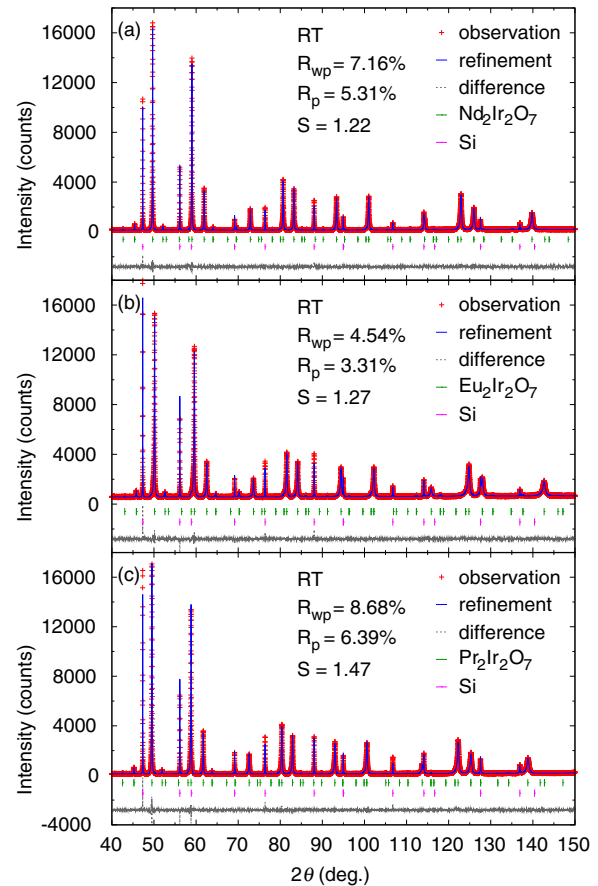 (a)
RT
R_wp = 7.16%
R_p = 5.31%
S = 1.22
observation
refinement
difference
Nd2Ir2O7
Si
Intensity (counts)
16000
12000
8000
4000
0
(b)
RT
R_wp = 4.54%
R_p = 3.31%
S = 1.27
observation
refinement
difference
Eu2Ir2O7
Si
Intensity (counts)
16000
12000
8000
4000
0
(c)
RT
R_wp = 8.68%
R_p = 6.39%
S = 1.47
observation
refinement
difference
Pr2Ir2O7
Si
Intensity (counts)
16000
12000
8000
4000
0
-4000
40 50 60 70 80 90 100 110 120 130 140 150
2θ (deg.)